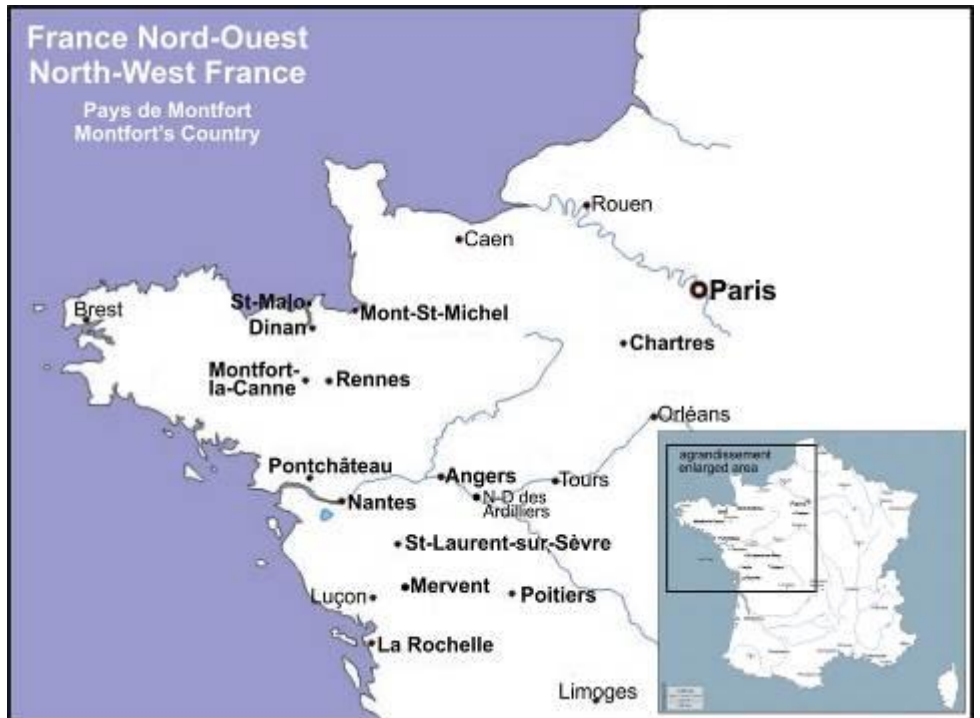 France Nord-Ouest
North-West France
Pays de Montfort
Montfort's Country
Rouen
Caen
Paris
St-Malo
Brest
Mont-St-Michel
Dinan
Chartres
Montfort-
la-Canne
Rennes
Orléans
Pontchâteau
Angers
Tours
Nantes
N-D des
Ardilliers
St-Laurent-sur-Sèvre
Mervent
Luçon
Poitiers
La Rochelle
Limoges
agrandissement
enlarged area